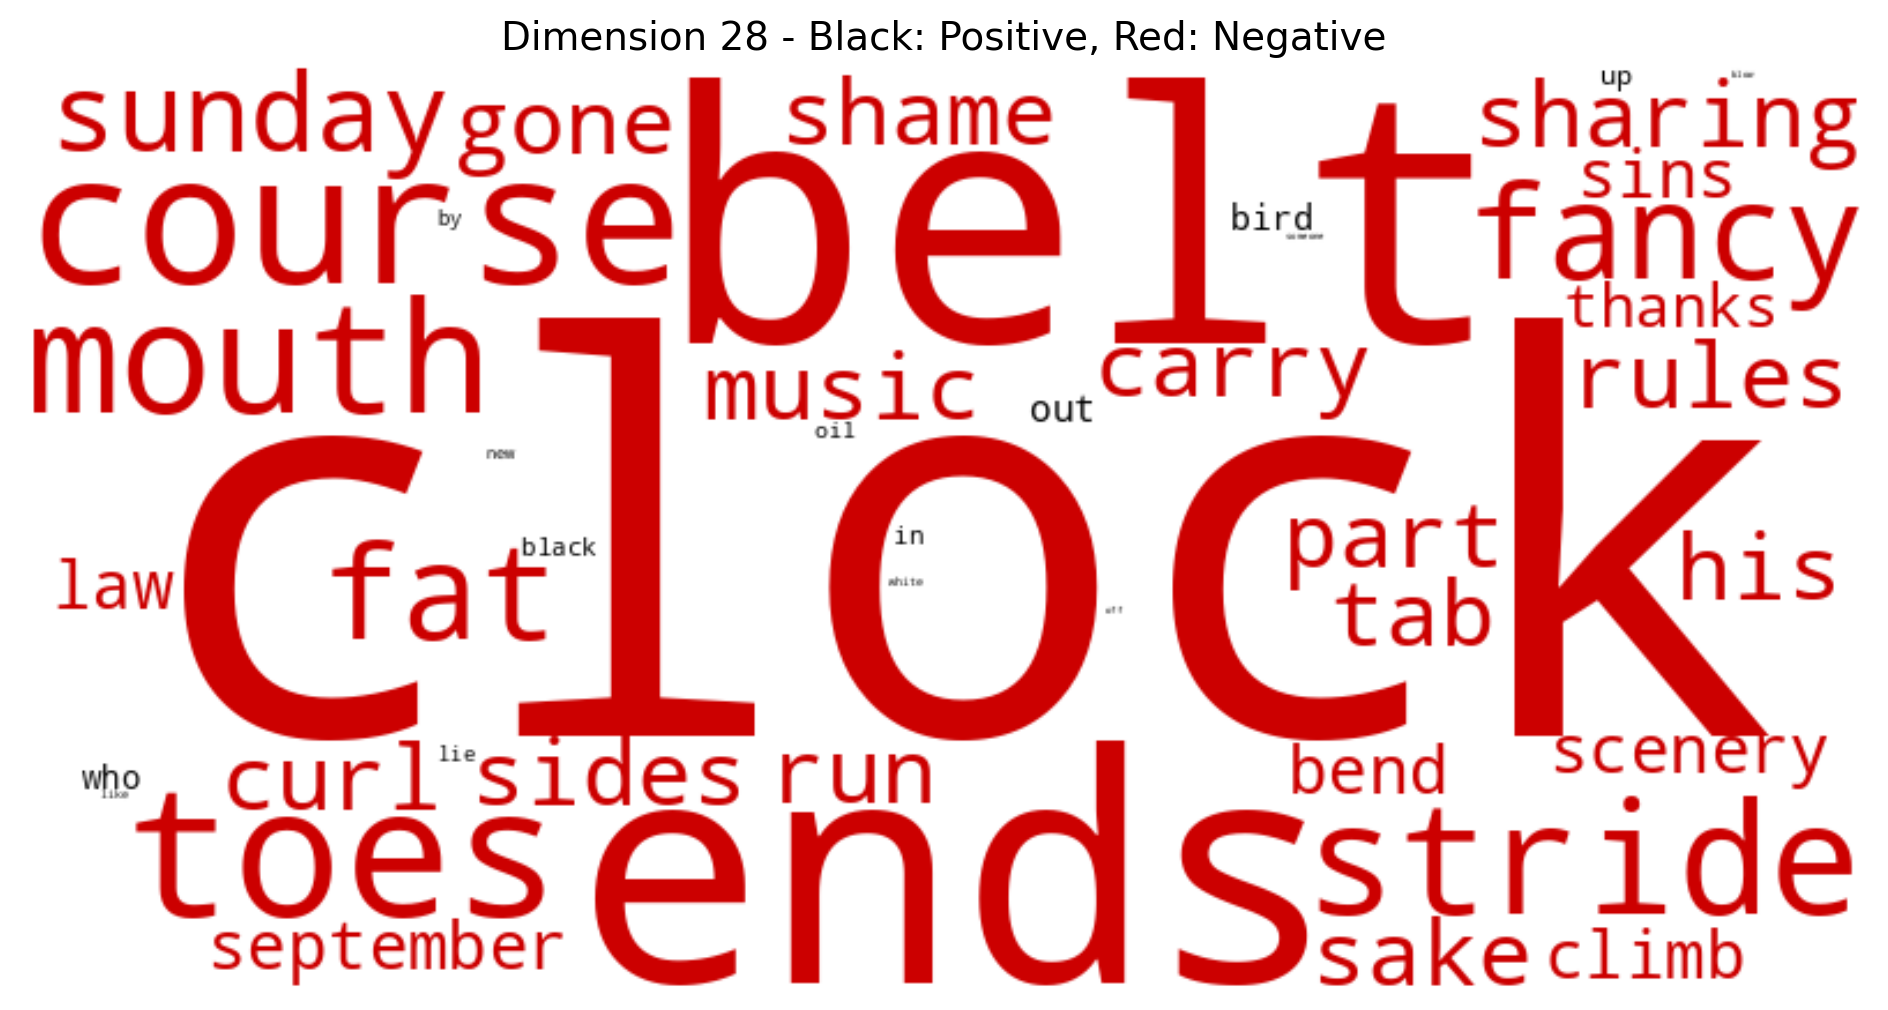 Dimension 28 - Black: Positive, Red: Negative
sunday gone belt shame sharing up
course by bird sins fancy
mouth music carry out thanks rules
oil
clock
new
law fat black in part his
white tab
off
who lie curl sides run bend scenery
like
toes ends stride
september sake climb